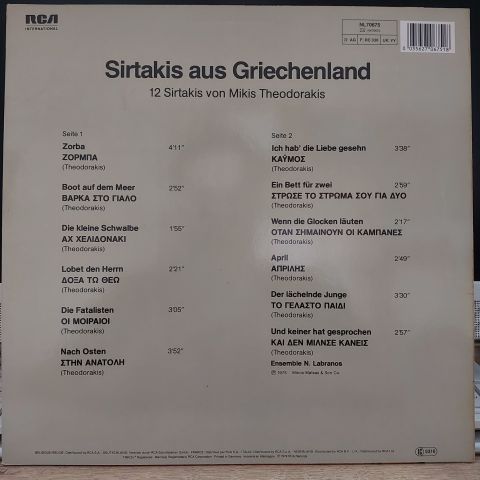 RCA
INTERNATIONAL
NL70675
Sirtakis aus Griechenland
12 Sirtakis von Mikis Theodorakis
Seite 1
Zorba 4'11"
ΖΟΡΜΠΑ
(Theodorakis)
Boot auf dem Meer 2'52"
ΒΑΡΚΑ ΣΤΟ ΓΙΑΛΟ
(Theodorakis)
Die kleine Schwalbe 1'55"
ΑΧ ΧΕΛΙΔΟΝΑΚΙ
(Theodorakis)
Lobet den Herrn 2'21"
ΔΟΞΑ ΤΩ ΘΕΩ
(Theodorakis)
Die Fatalisten 3'05"
ΟΙ ΜΟΙΡΑΙΟΙ
(Theodorakis)
Nach Osten 3'52"
ΣΤΗΝ ΑΝΑΤΟΛΗ
(Theodorakis)
Seite 2
Ich hab' die Liebe gesehn 3'38"
ΚΑΫΜΟΣ
(Theodorakis)
Ein Bett für zwei 2'59"
ΣΤΡΩΣΕ ΤΟ ΣΤΡΩΜΑ ΣΟΥ ΓΙΑ ΔΥΟ
(Theodorakis)
Wenn die Glocken läuten 2'17"
ΟΤΑΝ ΣΗΜΑΙΝΟΥΝ ΟΙ ΚΑΜΠΑΝΕΣ
(Theodorakis)
April 2'49"
ΑΠΡΙΛΗΣ
(Theodorakis)
Der lächelnde Junge 3'30"
ΤΟ ΓΕΛΑΣΤΟ ΠΑΙΔΙ
(Theodorakis)
Und keiner hat gesprochen 2'57"
ΚΑΙ ΔΕΝ ΜΙΛΝΣΕ ΚΑΝΕΙΣ
(Theodorakis)
Ensemble N. Labranos